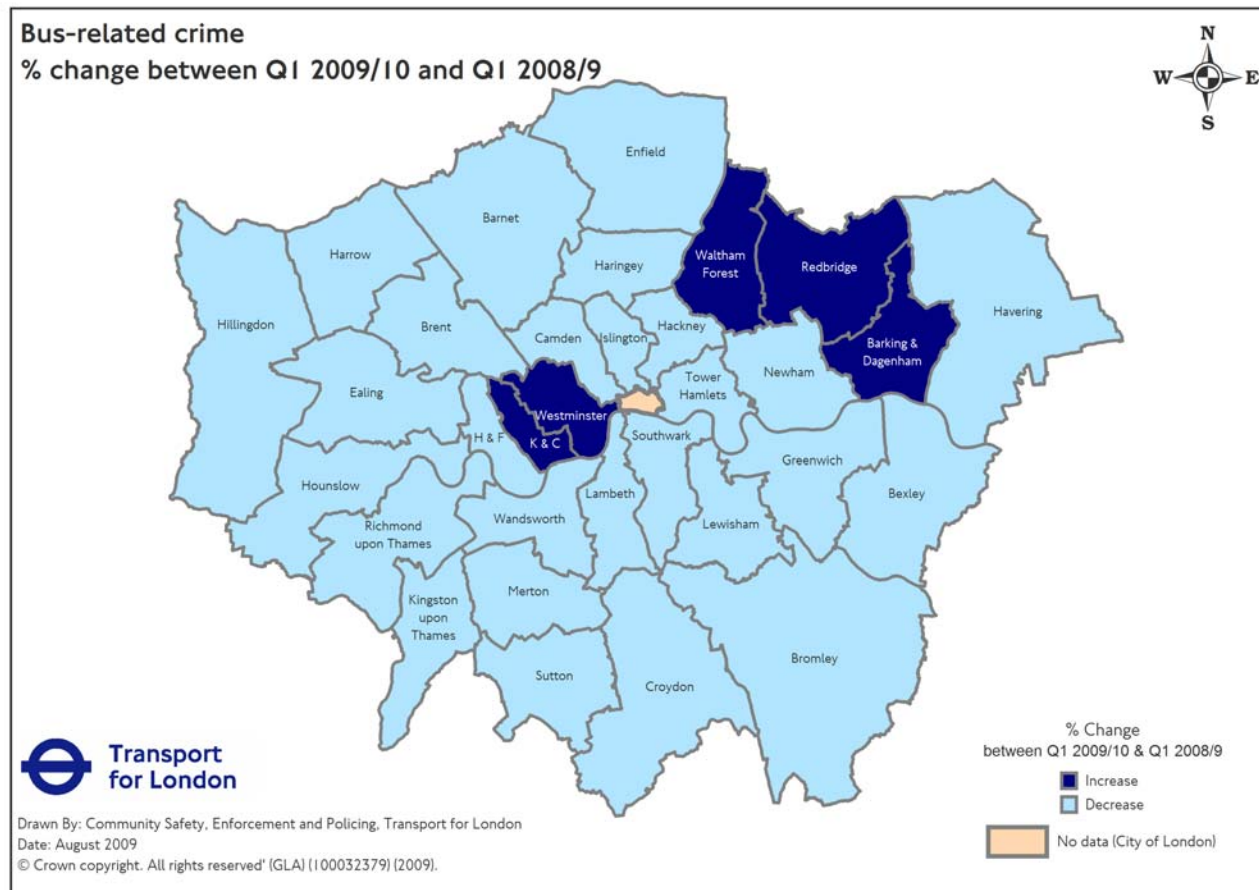 Bus-related crime
% change between Q1 2009/10 and Q1 2008/9
N
W
E
S
Enfield
Barnet
Harrow
Haringey
Waltham
Forest
Redbridge
Havering
Hillingdon
Brent
Camden
Islington
Hackney
Barking &
Dagenham
Ealing
Tower
Hamlets
Newham
Westminster
H & F
K & C
Southwark
Greenwich
Bexley
Hounslow
Lambeth
Wandsworth
Lewisham
Richmond
upon Thames
Merton
Kingston
upon
Thames
Bromley
Sutton
Croydon
Transport
for London
% Change
between Q1 2009/10 & Q1 2008/9
Increase
Decrease
No data (City of London)
Drawn By: Community Safety, Enforcement and Policing, Transport for London
Date: August 2009
© Crown copyright. All rights reserved' (GLA) (100032379) (2009).